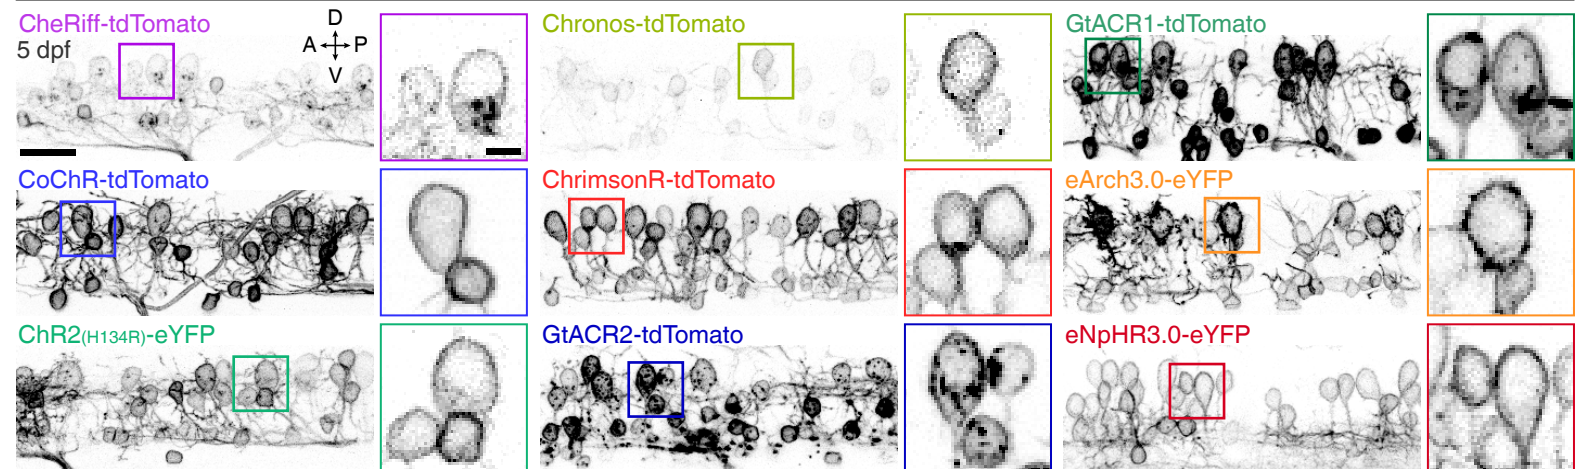 CheRiff-tdTomato
5 dpf
D
A P
V
Chronos-tdTomato
GtACR1-tdTomato
CoChR-tdTomato
ChrimsonR-tdTomato
eArch3.0-eYFP
ChR2(H134R)-eYFP
GtACR2-tdTomato
eNpHR3.0-eYFP